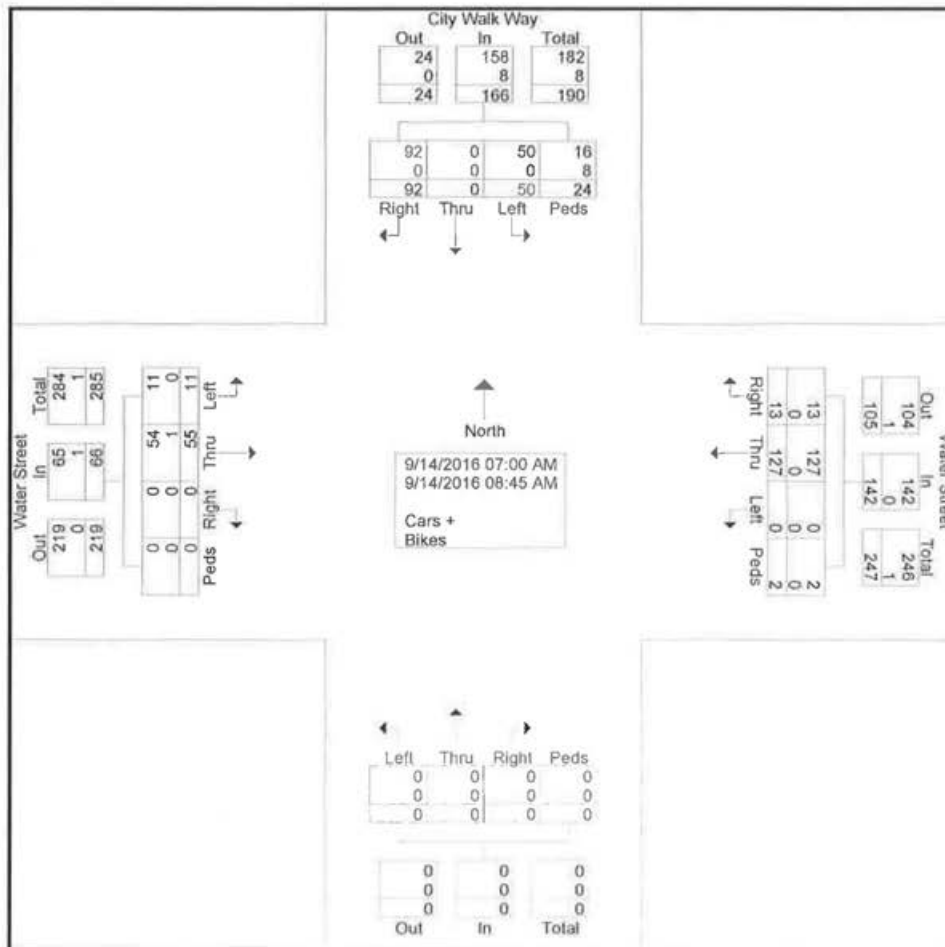 City Walk Way
Out In Total
24 158 182
0 8 8
24 166 190
92 0 50 16
0 0 0 8
92 0 50 24
Right Thru Left Peds
Water Street
Total In Out
284 65 219
1 1 0
285 66 219
11 54 0 0
0 1 0 0
11 55 0 0
Left Thru Right Peds
North
9/14/2016 07:00 AM
9/14/2016 08:45 AM
Cars +
Bikes
Right Thru Left Peds
13 127 0 2
0 0 0 0
13 127 0 2
Out In Total
104 142 246
1 0 1
105 142 247
Water Street
Left Thru Right Peds
0 0 0 0
0 0 0 0
0 0 0 0
0 0 0
0 0 0
0 0 0
Out In Total